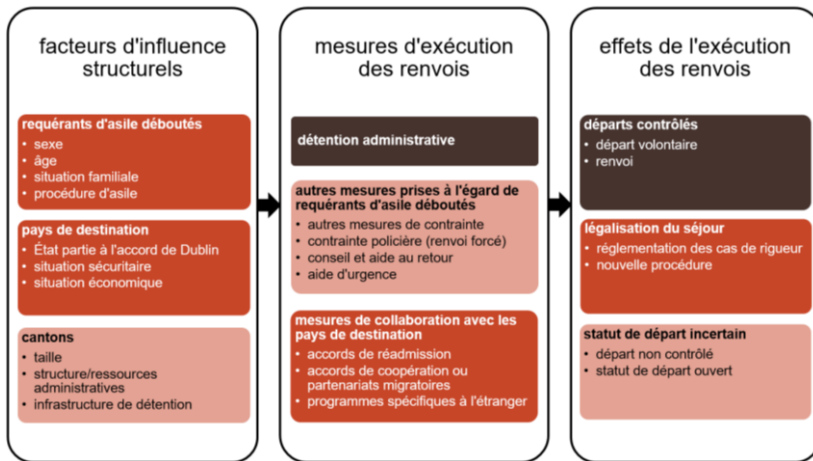 facteurs d'influence
structurels
requérants d'asile déboutés
• sexe
• âge
• situation familiale
• procédure d'asile
pays de destination
• État partie à l'accord de Dublin
• situation sécuritaire
• situation économique
cantons
• taille
• structure/ressources
administratives
• infrastructure de détention
mesures d'exécution
des renvois
détention administrative
autres mesures prises à l'égard de
requérants d'asile déboutés
• autres mesures de contrainte
• contrainte policière (renvoi forcé)
• conseil et aide au retour
• aide d'urgence
mesures de collaboration avec les
pays de destination
• accords de réadmission
• accords de coopération ou
partenariats migratoires
• programmes spécifiques à l'étranger
effets de l'exécution
des renvois
départs contrôlés
• départ volontaire
• renvoi
légalisation du séjour
• réglementation des cas de rigueur
• nouvelle procédure
statut de départ incertain
• départ non contrôlé
• statut de départ ouvert